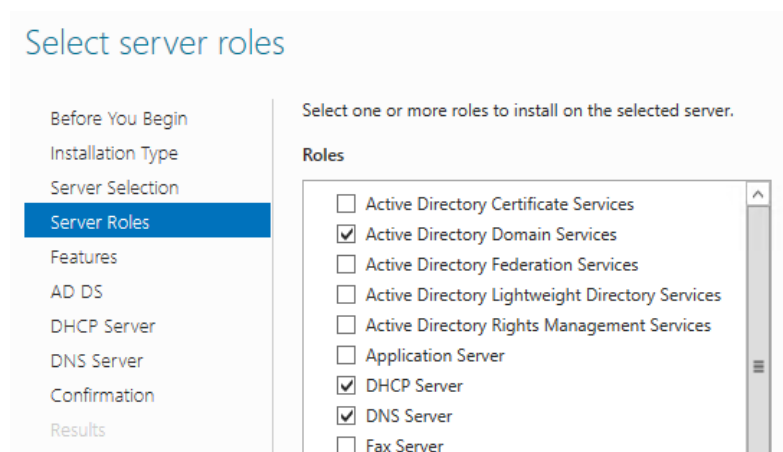 Select server roles
Before You Begin
Installation Type
Server Selection
Server Roles
Features
AD DS
DHCP Server
DNS Server
Confirmation
Results
Select one or more roles to install on the selected server.
Roles
Active Directory Certificate Services
Active Directory Domain Services
Active Directory Federation Services
Active Directory Lightweight Directory Services
Active Directory Rights Management Services
Application Server
DHCP Server
DNS Server
Fax Server